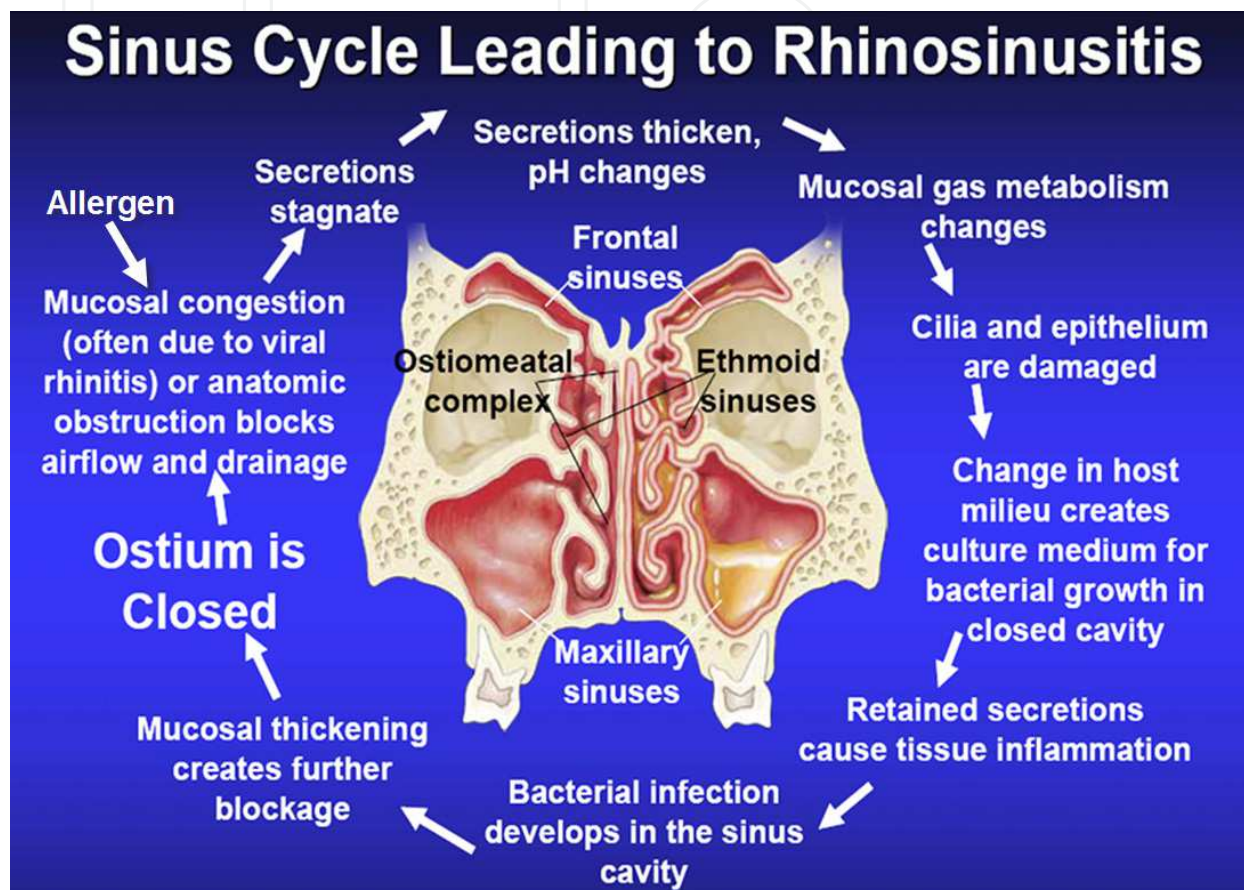 Sinus Cycle Leading to Rhinosinusitis
Allergen
Mucosal congestion
(often due to viral
rhinitis) or anatomic
obstruction blocks
airflow and drainage
Secretions
stagnate
Secretions thicken,
pH changes
Mucosal gas metabolism
changes
Cilia and epithelium
are damaged
Change in host
milieu creates
culture medium for
bacterial growth in
closed cavity
Retained secretions
cause tissue inflammation
Bacterial infection
develops in the sinus
cavity
Mucosal thickening
creates further
blockage
Ostium is
Closed
Frontal
sinuses
Ostiomeatal
complex
Ethmoid
sinuses
Maxillary
sinuses